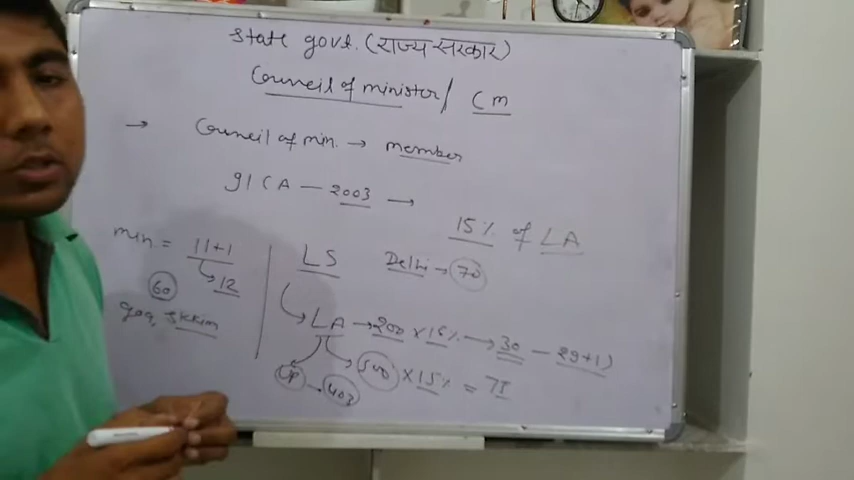 State govt. (राज्य सरकार)
Council of minister / CM
→ Council of min. → member
91 CA — 2003 →
15% of LA
min = 11+1
12
60
goa, Sikkim
LS
Delhi → 70
LA → 200 × 15% → 30 — 29+1)
UP → 403
500 × 15% = 75